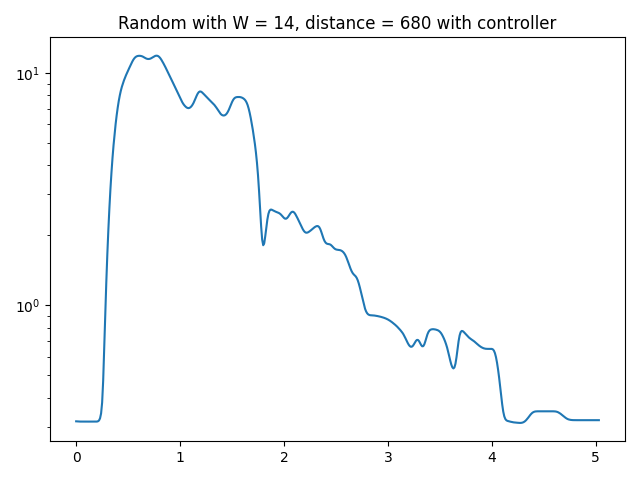 Random with W = 14, distance = 680 with controller
10¹
10⁰
0 1 2 3 4 5